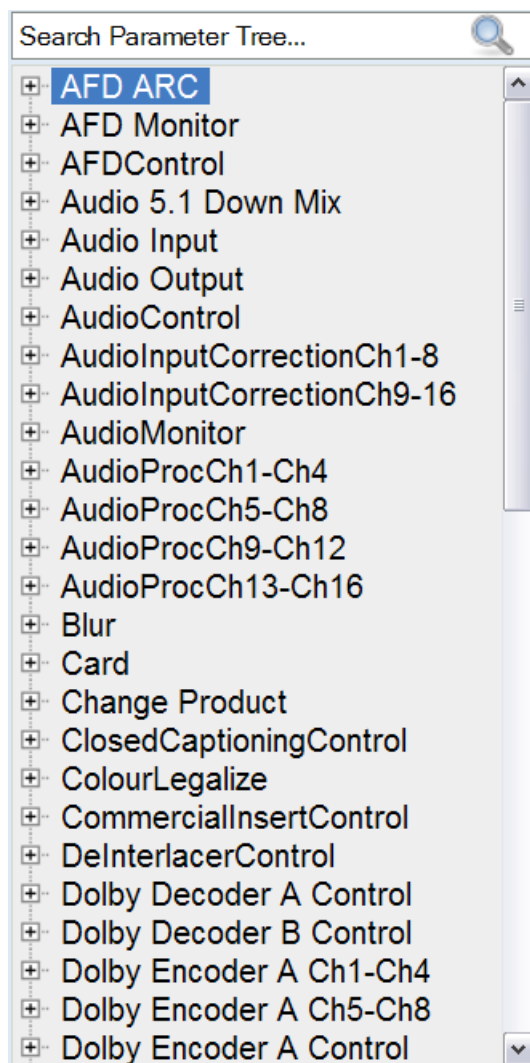 Search Parameter Tree...
AFD ARC
AFD Monitor
AFDControl
Audio 5.1 Down Mix
Audio Input
Audio Output
AudioControl
AudioInputCorrectionCh1-8
AudioInputCorrectionCh9-16
AudioMonitor
AudioProcCh1-Ch4
AudioProcCh5-Ch8
AudioProcCh9-Ch12
AudioProcCh13-Ch16
Blur
Card
Change Product
ClosedCaptioningControl
ColourLegalize
CommercialInsertControl
DeInterlacerControl
Dolby Decoder A Control
Dolby Decoder B Control
Dolby Encoder A Ch1-Ch4
Dolby Encoder A Ch5-Ch8
Dolby Encoder A Control